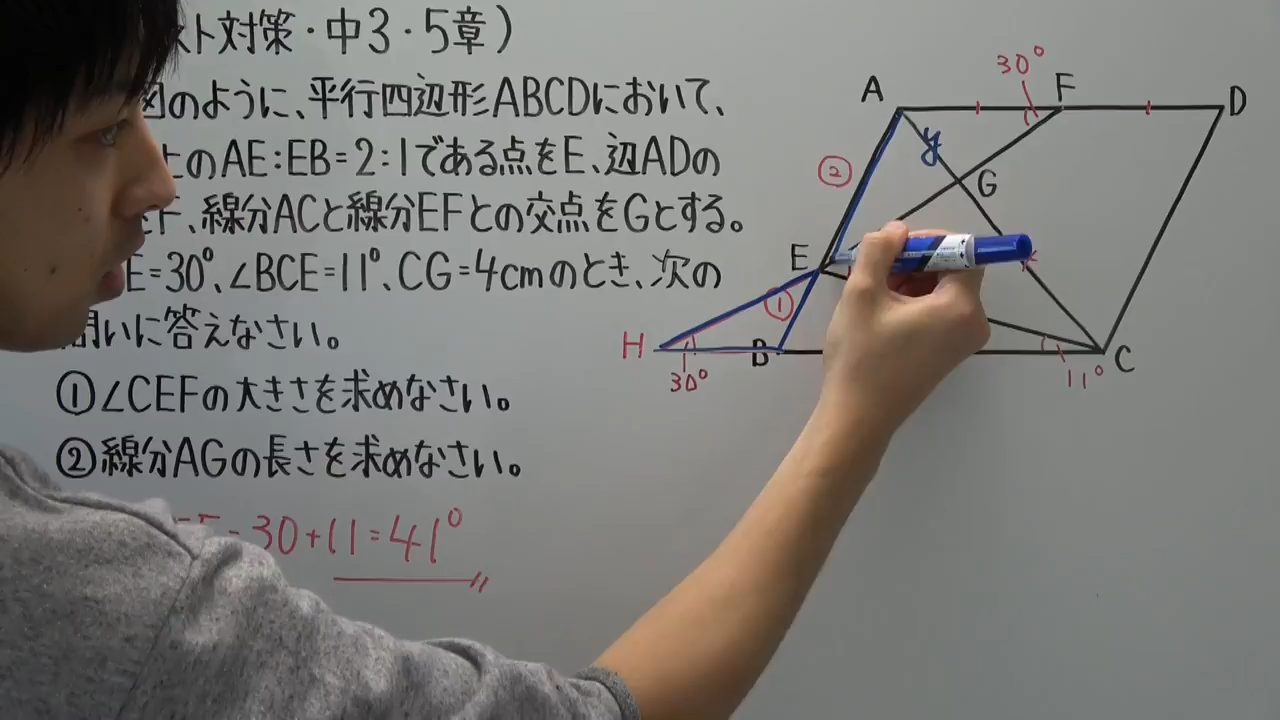 スト対策・中3・5章)
図のように、平行四辺形ABCDにおいて、
上のAE:EB=2:1である点をE、辺ADの
F、線分ACと線分EFとの交点をGとする。
E=30°、∠BCE=11°、CG=4cmのとき、次の
問いに答えなさい。
①∠CEFの大きさを求めなさい。
②線分AGの長さを求めなさい。
EF=30+11=41°
30°
A
F
D
y
②
G
E
①
H
B
C
30°
11°